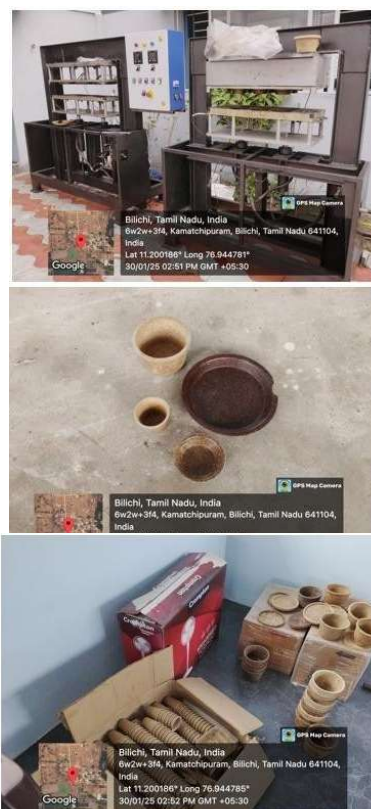 GPS Map Camera
Bilichi, Tamil Nadu, India
6w2w+3f4, Kamatchipuram, Bilichi, Tamil Nadu 641104,
India
Lat 11.200186° Long 76.944781°
30/01/25 02:51 PM GMT +05:30
Google
GPS Map Camera
Bilichi, Tamil Nadu, India
6w2w+3f4, Kamatchipuram, Bilichi, Tamil Nadu 641104,
India
Crompton
GPS Map Camera
Bilichi, Tamil Nadu, India
6w2w+3f4, Kamatchipuram, Bilichi, Tamil Nadu 641104,
India
Lat 11.200186° Long 76.944785°
30/01/25 02:52 PM GMT +05:30
Google